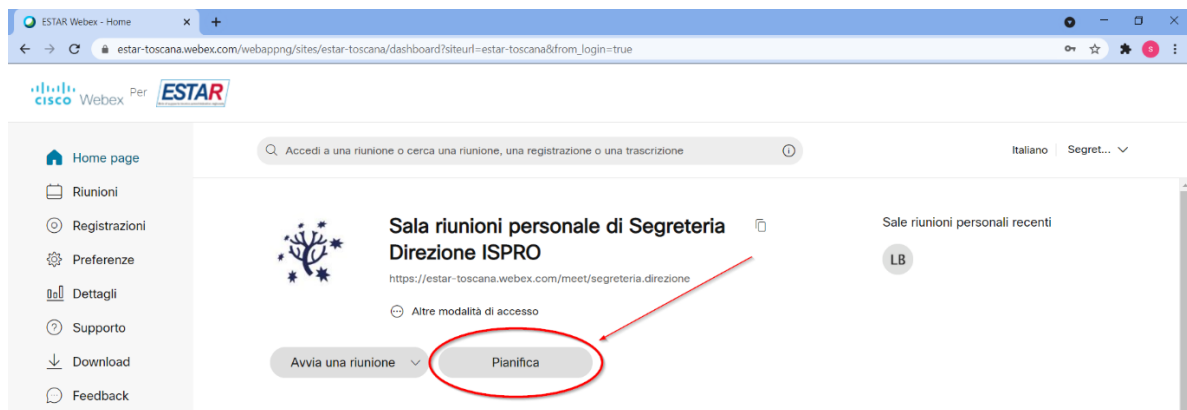 ESTAR Webex - Home
estar-toscana.webex.com/webappng/sites/estar-toscana/dashboard?siteurl=estar-toscana&from_login=true
S
cisco Webex Per ESTAR
Accedi a una riunione o cerca una riunione, una registrazione o una trascrizione
Italiano Segret...
Home page
Riunioni
Registrazioni
Preferenze
Dettagli
Supporto
Download
Feedback
Sala riunioni personale di Segreteria
Direzione ISPRO
https://estar-toscana.webex.com/meet/segreteria.direzione
Altre modalità di accesso
Avvia una riunione
Pianifica
Sale riunioni personali recenti
LB